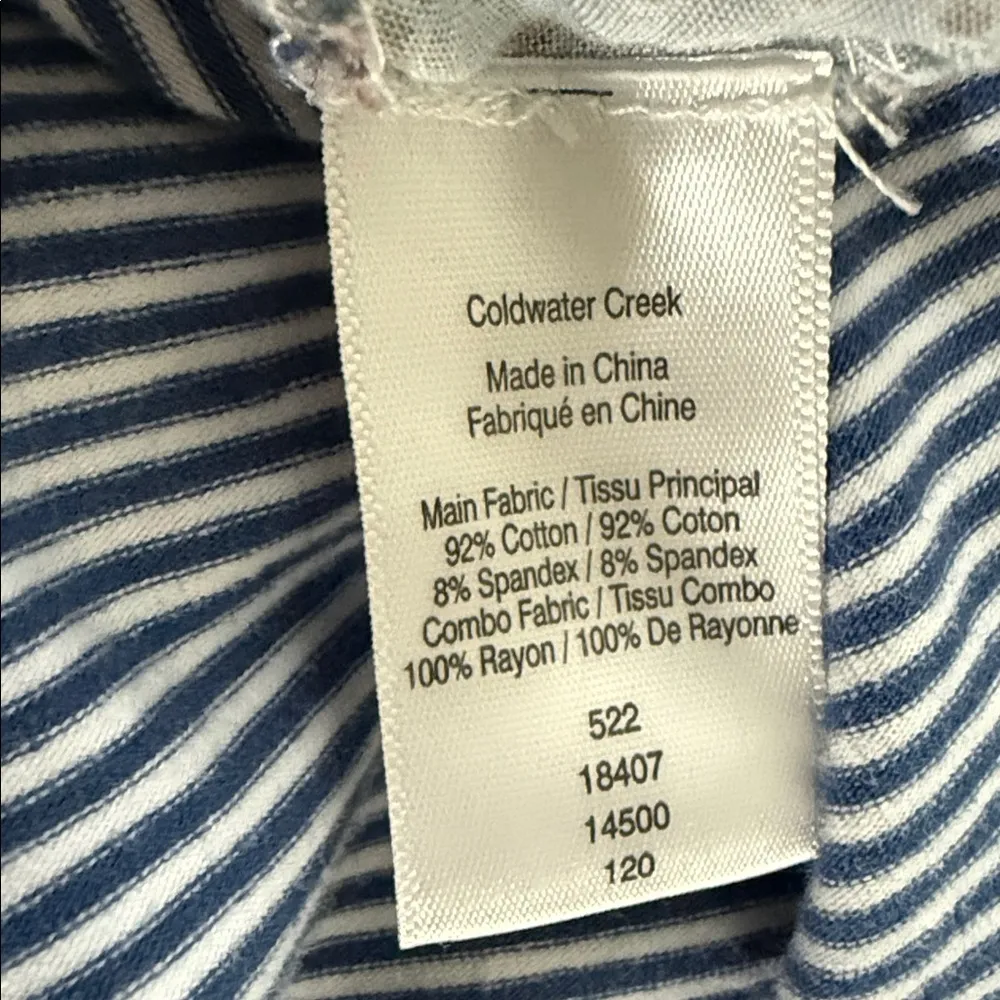 Coldwater Creek
Made in China
Fabriqué en Chine
Main Fabric / Tissu Principal
92% Cotton / 92% Coton
8% Spandex / 8% Spandex
Combo Fabric / Tissu Combo
100% Rayon / 100% De Rayonne
522
18407
14500
120